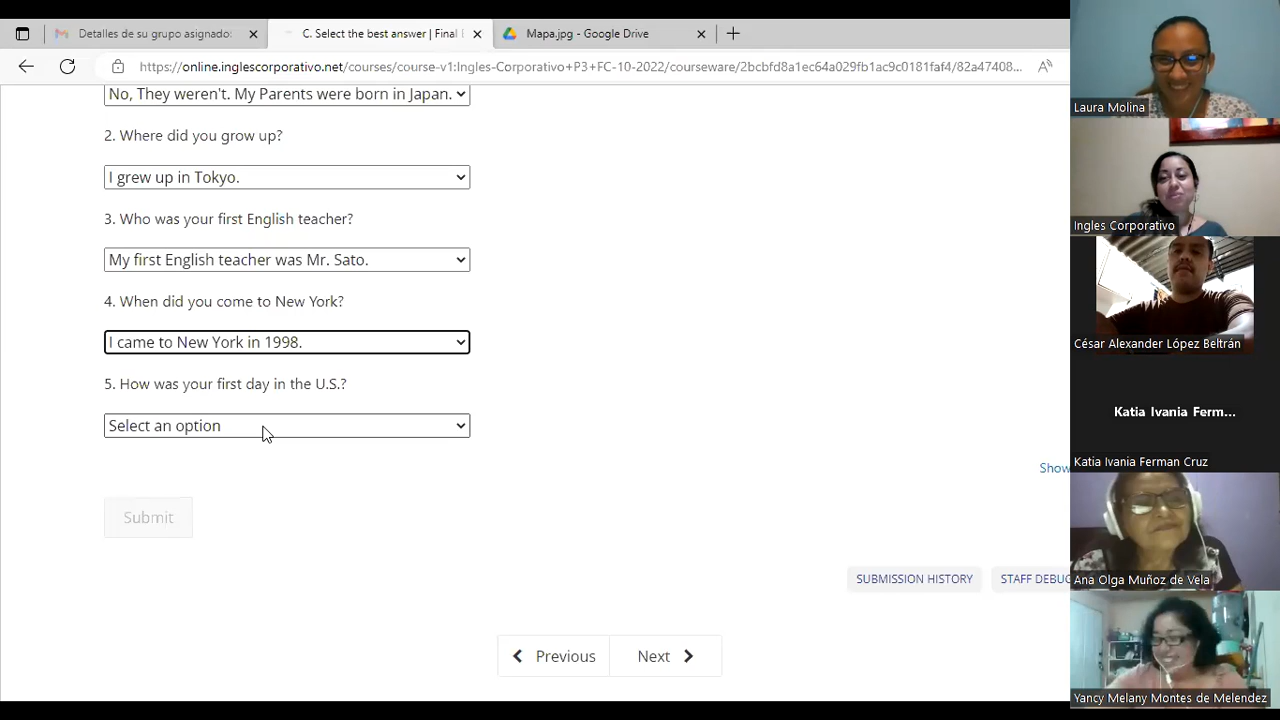 Detalles de su grupo asignado:
C. Select the best answer | Final E
Mapa.jpg - Google Drive
https://online.inglescorporativo.net/courses/course-v1:Ingles-Corporativo+P3+FC-10-2022/courseware/2bcbfd8a1ec64a029fb1ac9c0181faf4/82a47408...
No, They weren't. My Parents were born in Japan.
2. Where did you grow up?
I grew up in Tokyo.
3. Who was your first English teacher?
My first English teacher was Mr. Sato.
4. When did you come to New York?
I came to New York in 1998.
5. How was your first day in the U.S.?
Select an option
Show
Submit
SUBMISSION HISTORY
STAFF DEBUG
Previous
Next
Laura Molina
Ingles Corporativo
César Alexander López Beltrán
Katia Ivania Ferm...
Katia Ivania Ferman Cruz
Ana Olga Muñoz de Vela
Yancy Melany Montes de Melendez